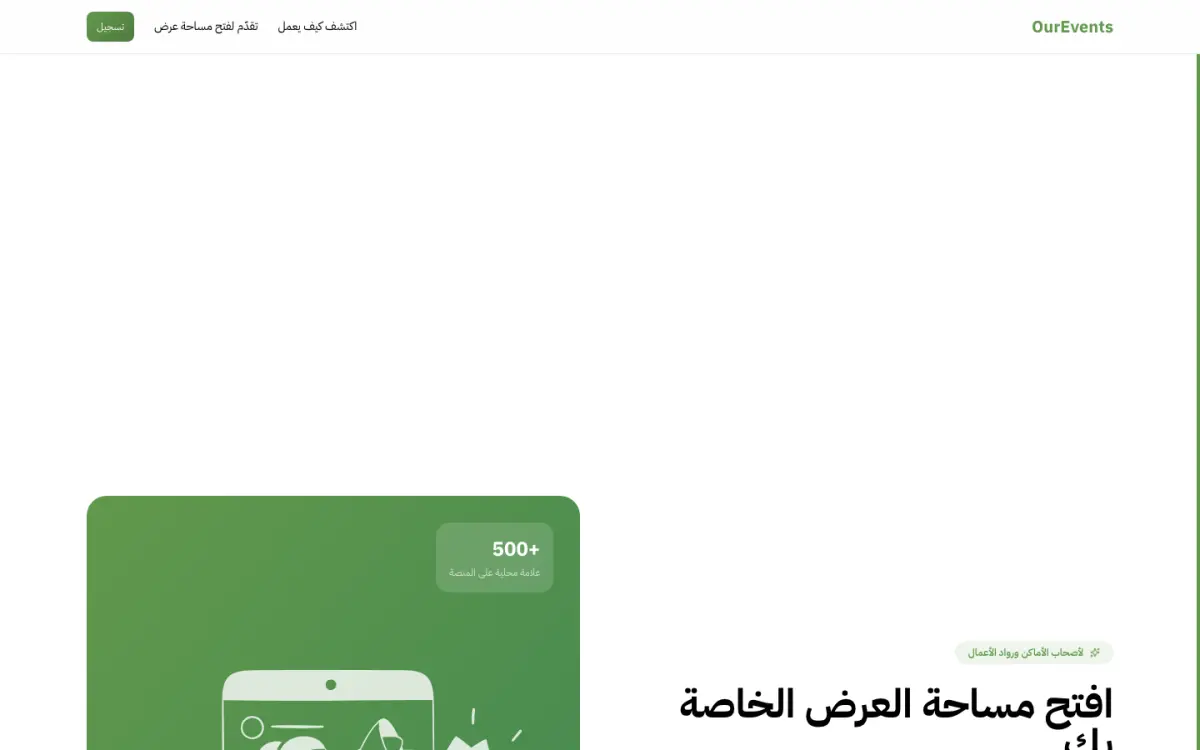 OurEvents
اكتشف كيف يعمل
تقدّم لفتح مساحة عرض
تسجيل
+500
علامة محلية على المنصة
لأصحاب الأماكن ورواد الأعمال
افتح مساحة العرض الخاصة
بك